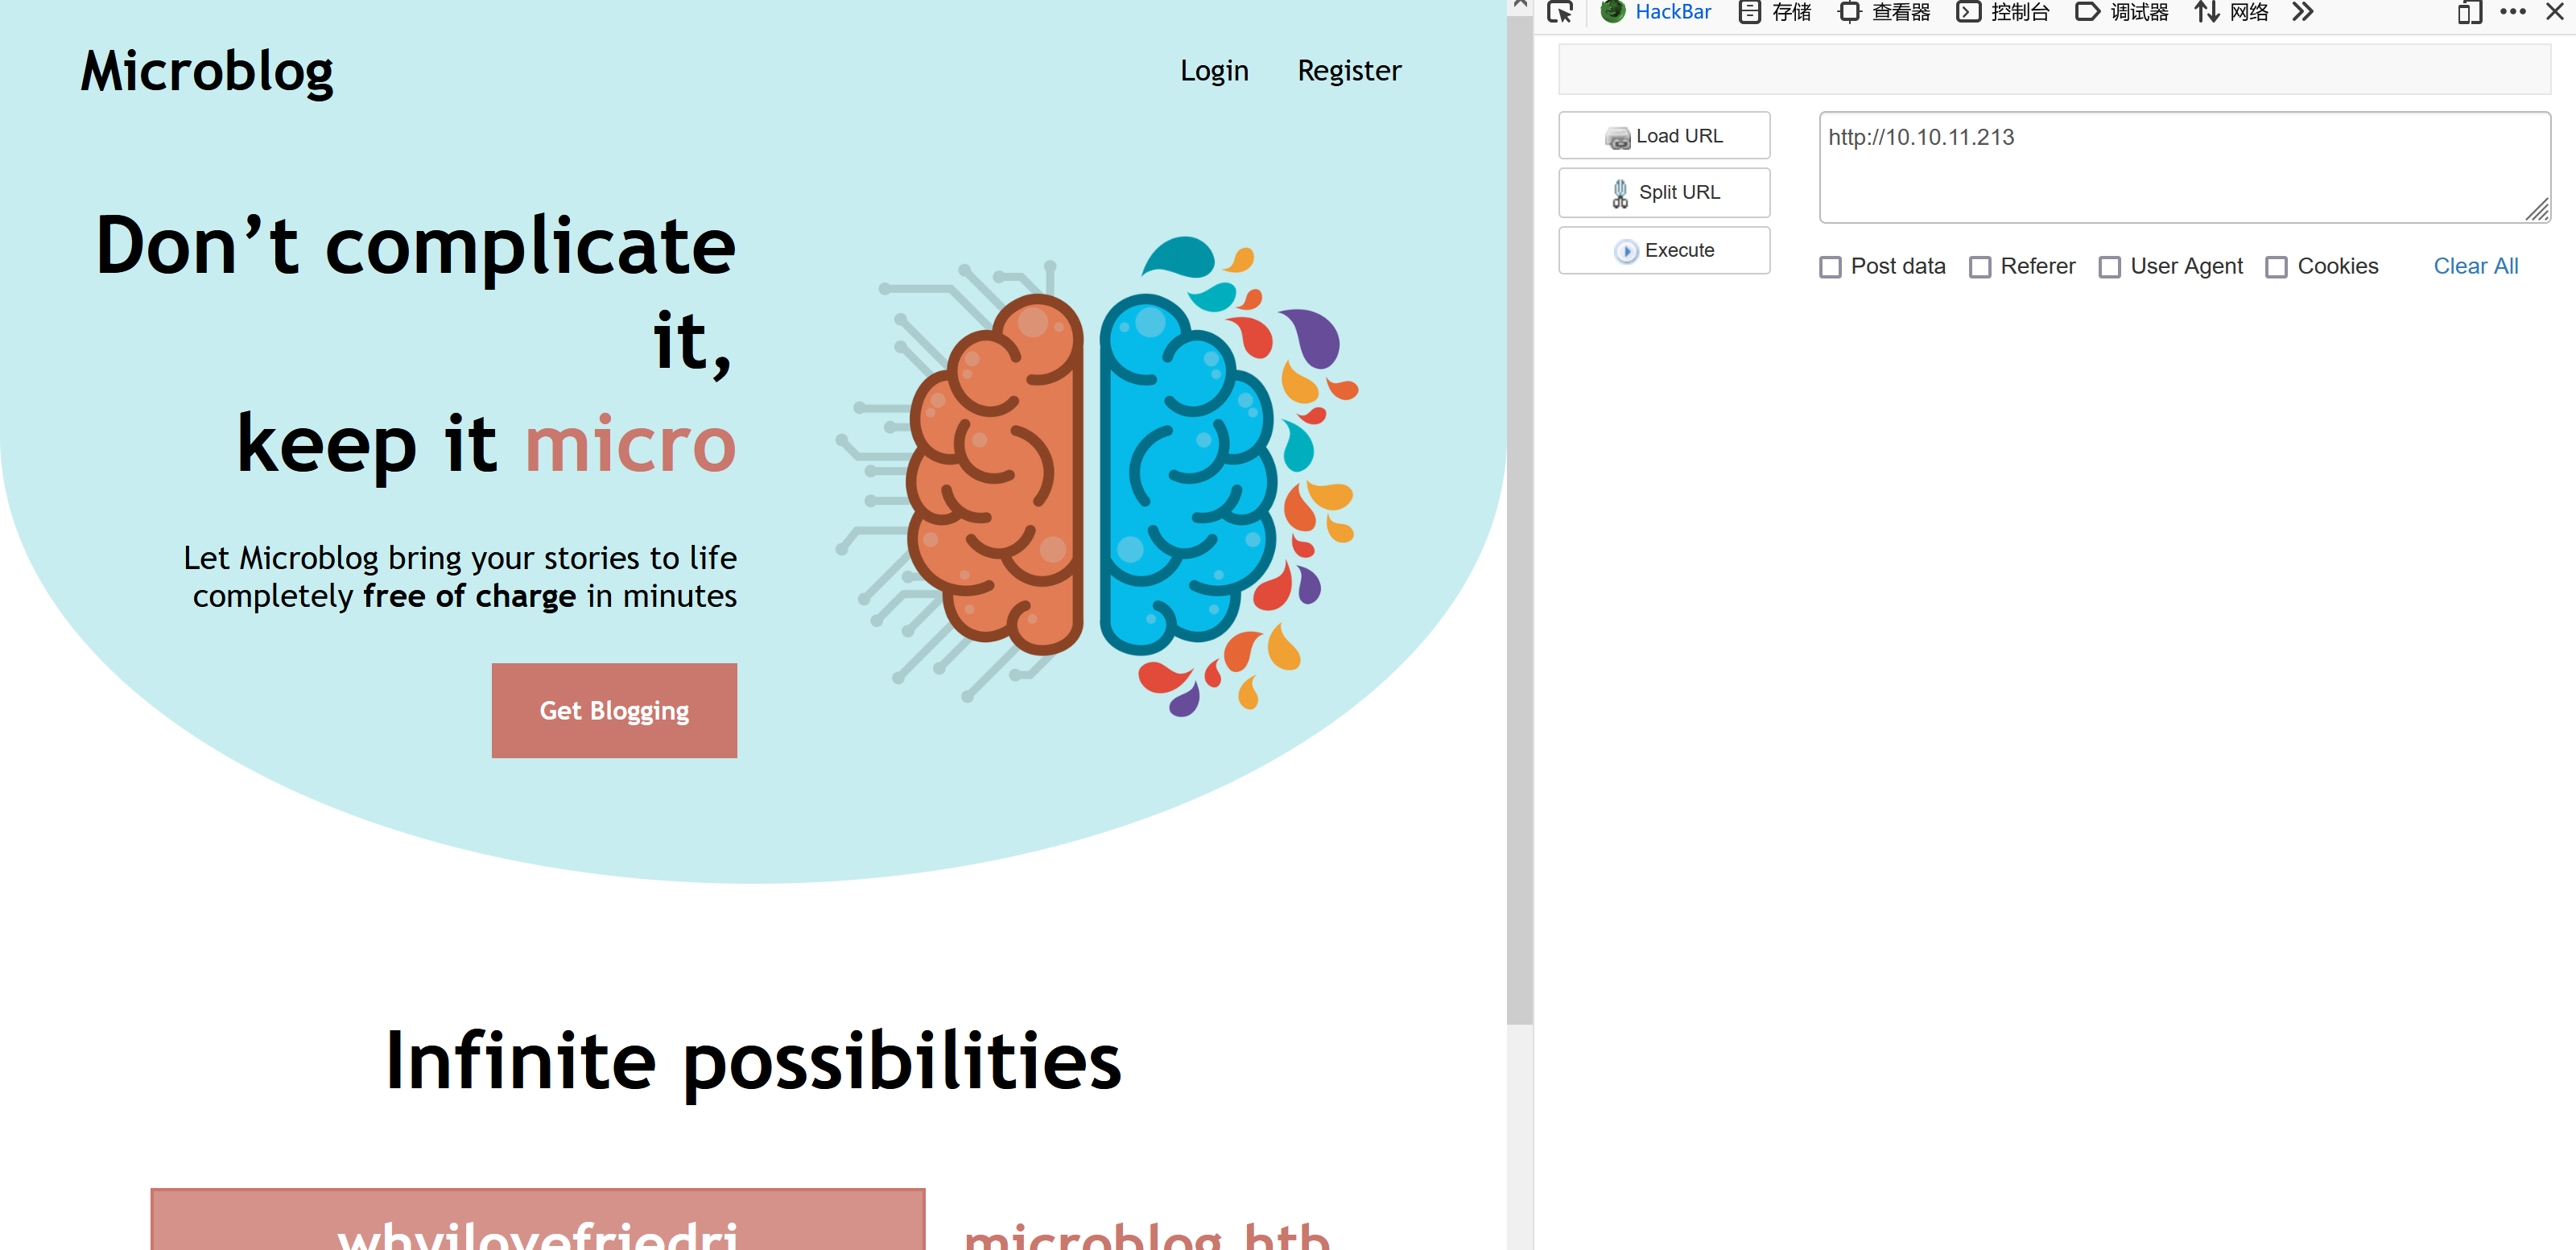 Microblog
Login
Register
Don’t complicate
it,
keep it micro
Let Microblog bring your stories to life
completely free of charge in minutes
Get Blogging
Infinite possibilities
whyilovefriedri
microblog.htb
HackBar
存储
查看器
控制台
调试器
网络
Load URL
Split URL
Execute
http://10.10.11.213
Post data
Referer
User Agent
Cookies
Clear All